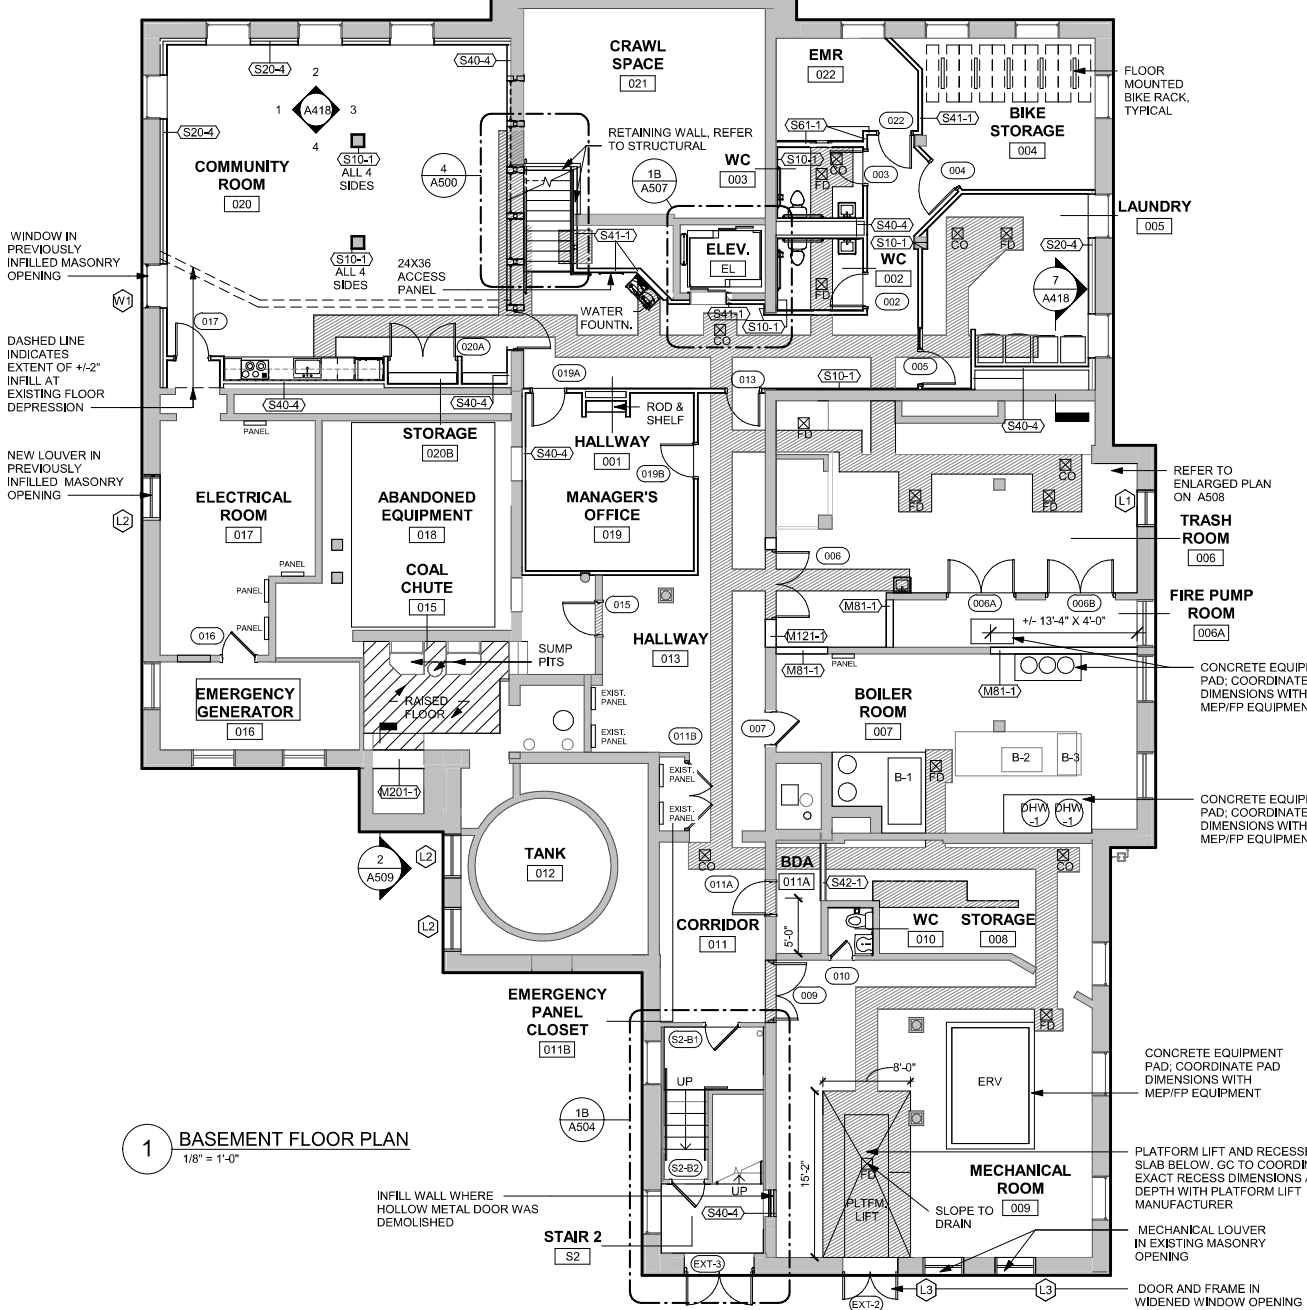 CRAWL
SPACE
021
EMR
022
S20-4
S40-4
2
1
A418
3
4
S20-4
S10-1
ALL 4
SIDES
COMMUNITY
ROOM
020
4
A500
RETAINING WALL, REFER
TO STRUCTURAL
1B
A507
S61-1
022
S41-1
BIKE
STORAGE
004
FLOOR
MOUNTED
BIKE RACK,
TYPICAL
WC
003
S10-1
FD
CO
003
004
LAUNDRY
005
S40-4
S10-1
S20-4
CO
FD
WINDOW IN
PREVIOUSLY
INFILLED MASONRY
OPENING
W1
S10-1
ALL 4
SIDES
24X36
ACCESS
PANEL
S41-1
ELEV.
EL
WC
002
FD
002
7
A418
WATER
FOUNTN.
S41-1
S10-1
CO
017
DASHED LINE
INDICATES
EXTENT OF +/-2"
INFILL AT
EXISTING FLOOR
DEPRESSION
020A
019A
013
S10-1
005
S40-4
S40-4
S40-4
PANEL
STORAGE
020B
ROD &
SHELF
HALLWAY
001
S40-4
019B
FD
CO
NEW LOUVER IN
PREVIOUSLY
INFILLED MASONRY
OPENING
L2
ELECTRICAL
ROOM
017
ABANDONED
EQUIPMENT
018
MANAGER'S
OFFICE
019
FD
FD
L1
REFER TO
ENLARGED PLAN
ON A508
TRASH
ROOM
006
006
PANEL
PANEL
PANEL
COAL
CHUTE
015
015
M81-1
006A
006B
FIRE PUMP
ROOM
006A
+/- 13'-4" X 4'-0"
016
HALLWAY
013
M121-1
M81-1
PANEL
M81-1
SUMP
PITS
CONCRETE EQUIP
PAD; COORDINATE
DIMENSIONS WITH
MEP/FP EQUIPMEN
EMERGENCY
GENERATOR
016
RAISED
FLOOR
EXIST.
PANEL
EXIST.
PANEL
011B
007
BOILER
ROOM
007
B-1
B-2
B-3
FD
EXIST.
PANEL
EXIST.
PANEL
M201-1
DHW
-1
DHW
-1
CONCRETE EQUIP
PAD; COORDINATE
DIMENSIONS WITH
MEP/FP EQUIPMEN
2
A509
L2
L2
TANK
012
CO
BDA
011A
011A
S42-1
CO
CORRIDOR
011
5'-0"
WC
010
STORAGE
008
010
009
EMERGENCY
PANEL
CLOSET
011B
S2-B1
FD
UP
8'-0"
ERV
CONCRETE EQUIPMENT
PAD; COORDINATE PAD
DIMENSIONS WITH
MEP/FP EQUIPMENT
1B
A504
1
BASEMENT FLOOR PLAN
1/8" = 1'-0"
S2-B2
UP
15'-2"
FD
PLTFM.
LIFT
SLOPE TO
DRAIN
MECHANICAL
ROOM
009
PLATFORM LIFT AND RECESSE
SLAB BELOW. GC TO COORDI
EXACT RECESS DIMENSIONS
DEPTH WITH PLATFORM LIFT
MANUFACTURER
INFILL WALL WHERE
HOLLOW METAL DOOR WAS
DEMOLISHED
S40-4
STAIR 2
S2
MECHANICAL LOUVER
IN EXISTING MASONRY
OPENING
EXT-3
EXT-2
L3
L3
DOOR AND FRAME IN
WIDENED WINDOW OPENING